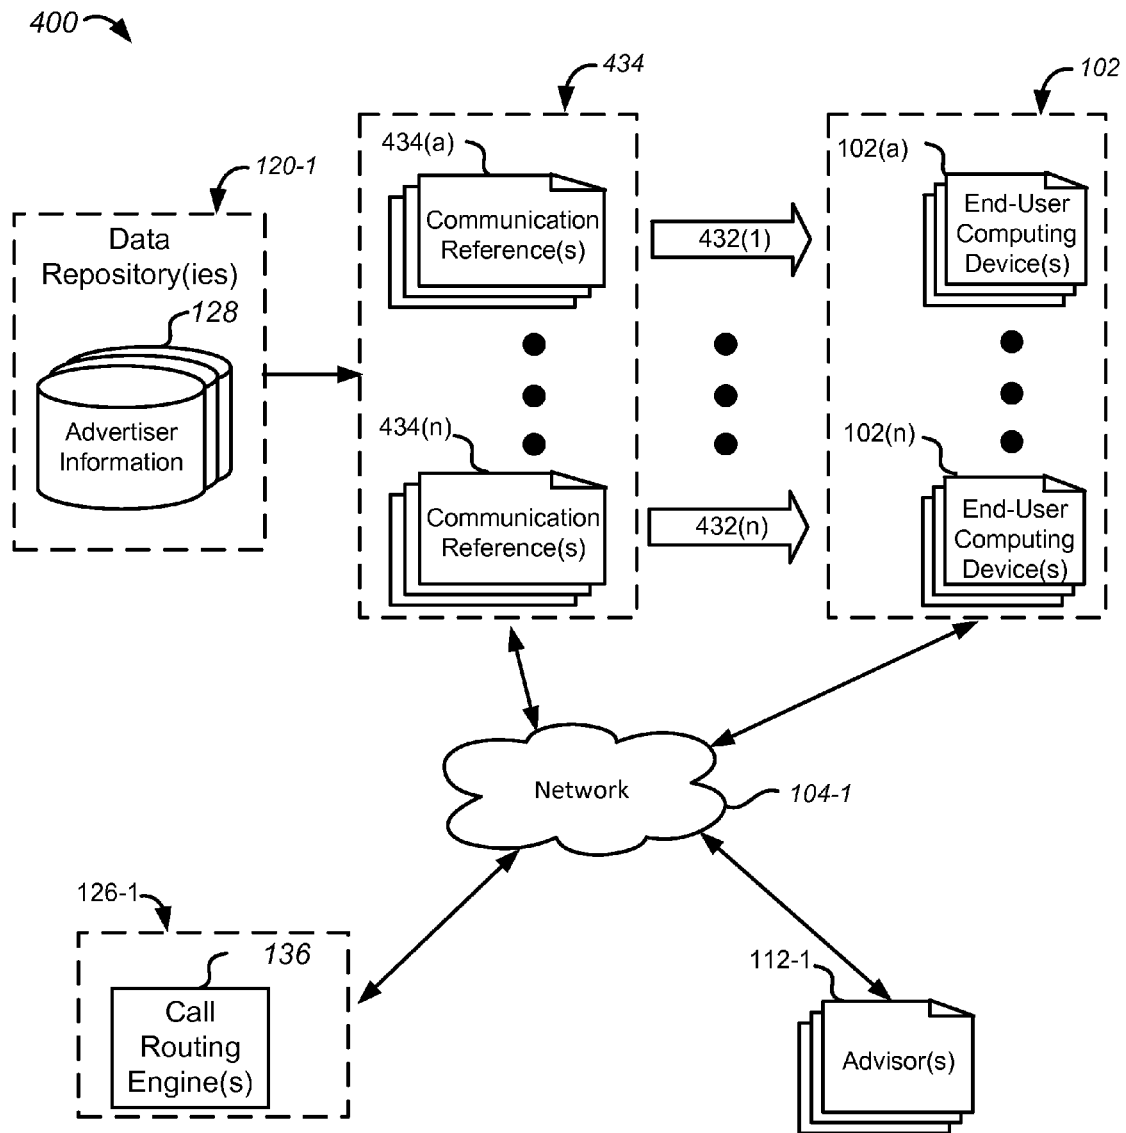 400
434
102
434(a)
102(a)
120-1
Data
Repository(ies)
128
Advertiser
Information
Communication
Reference(s)
432(1)
End-User
Computing
Device(s)
434(n)
102(n)
Communication
Reference(s)
432(n)
End-User
Computing
Device(s)
Network
104-1
126-1
136
Call
Routing
Engine(s)
112-1
Advisor(s)